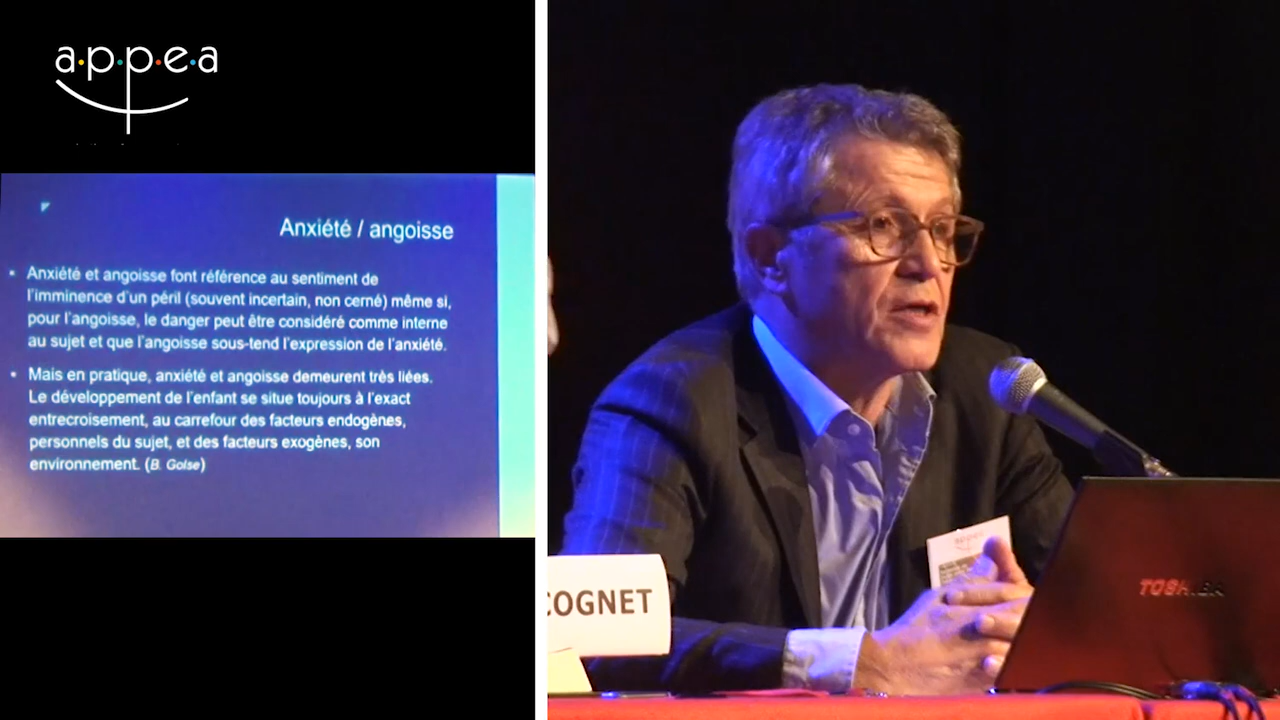 a·p·p·e·a
Anxiété / angoisse
• Anxiété et angoisse font référence au sentiment de
l'imminence d'un péril (souvent incertain, non cerné) même si,
pour l'angoisse, le danger peut être considéré comme interne
au sujet et que l'angoisse sous-tend l'expression de l'anxiété.
• Mais en pratique, anxiété et angoisse demeurent très liées.
Le développement de l'enfant se situe toujours à l'exact
entrecroisement, au carrefour des facteurs endogènes,
personnels du sujet, et des facteurs exogènes, son
environnement. (B. Golse)
COGNET
appea
TOSHIBA